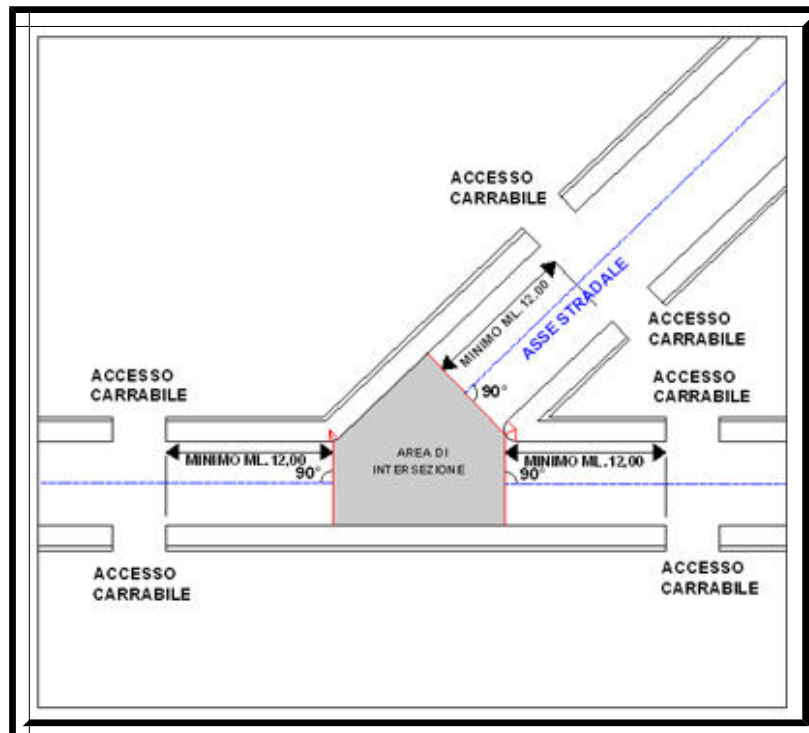 ACCESSO
CARRABILE
MINIMO ML. 12,00
ASSE STRADALE
ACCESSO
CARRABILE
90°
ACCESSO
CARRABILE
ACCESSO
CARRABILE
MINIMO ML. 12,00
90°
AREA DI
INTERSEZIONE
MINIMO ML. 12,00
90°
ACCESSO
CARRABILE
ACCESSO
CARRABILE